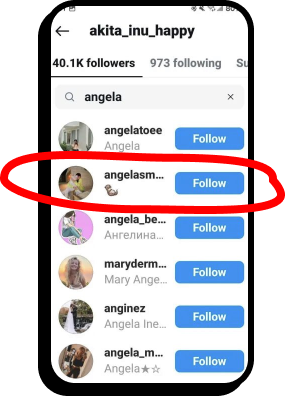 akita_inu_happy
40.1K followers 973 following Su
angela
angelatoee
Angela
Follow
angelasm...
Follow
angela_be...
Ангелина...
Follow
maryderm...
Mary Ange...
Follow
anginez
Angela Ine...
Follow
angela_m...
Angela★☆
Follow